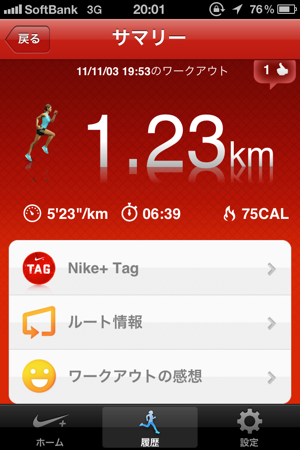 SoftBank 3G 20:01 76%
戻る サマリー
11/11/03 19:53のワークアウト 1
1.23km
5'23"/km 06:39 75CAL
TAG Nike+ Tag
ルート情報
ワークアウトの感想
ホーム 履歴 設定